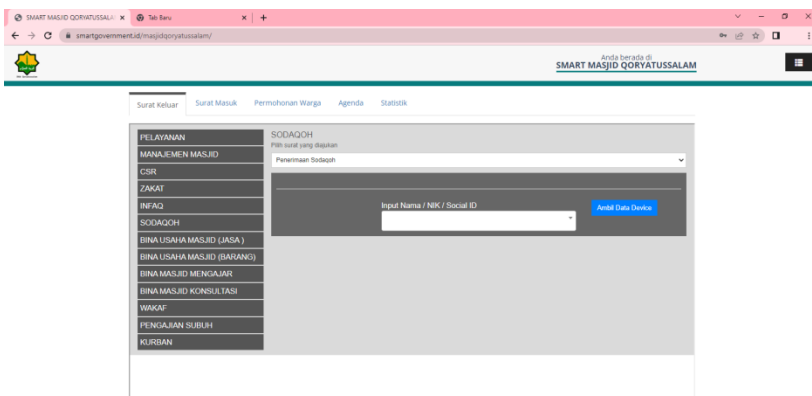 SMART MASJID QORYATUSSALA
Tab Baru
smartgovernment.id/masjidqoryatussalam/
Anda berada di
SMART MASJID QORYATUSSALAM
Surat Keluar Surat Masuk Permohonan Warga Agenda Statistik
PELAYANAN
MANAJEMEN MASJID
CSR
ZAKAT
INFAQ
SODAQOH
BINA USAHA MASJID (JASA )
BINA USAHA MASJID (BARANG)
BINA MASJID MENGAJAR
BINA MASJID KONSULTASI
WAKAF
PENGAJIAN SUBUH
KURBAN
SODAQOH
Pilih surat yang diajukan
Penerimaan Sodaqoh
Input Nama / NIK / Social ID
Ambil Data Device